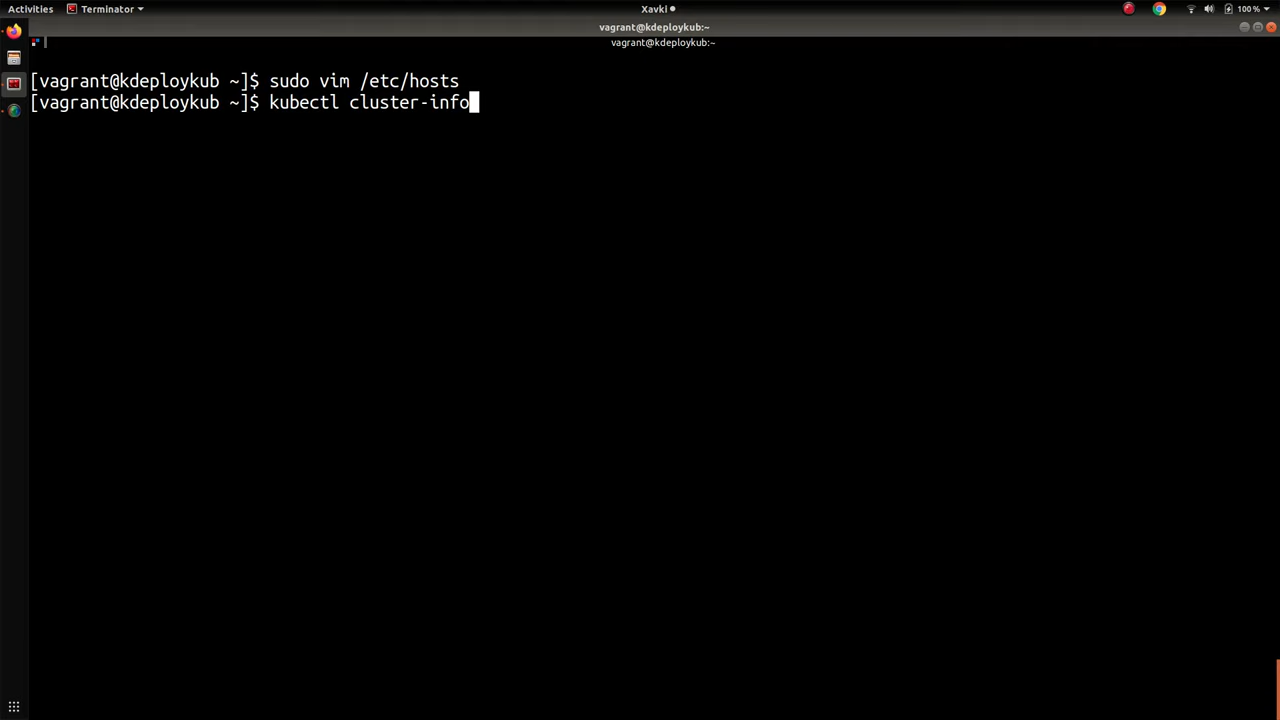 Activities Terminator Xavki 100 %
vagrant@kdeploykub:~
vagrant@kdeploykub:~
[vagrant@kdeploykub ~]$ sudo vim /etc/hosts
[vagrant@kdeploykub ~]$ kubectl cluster-info